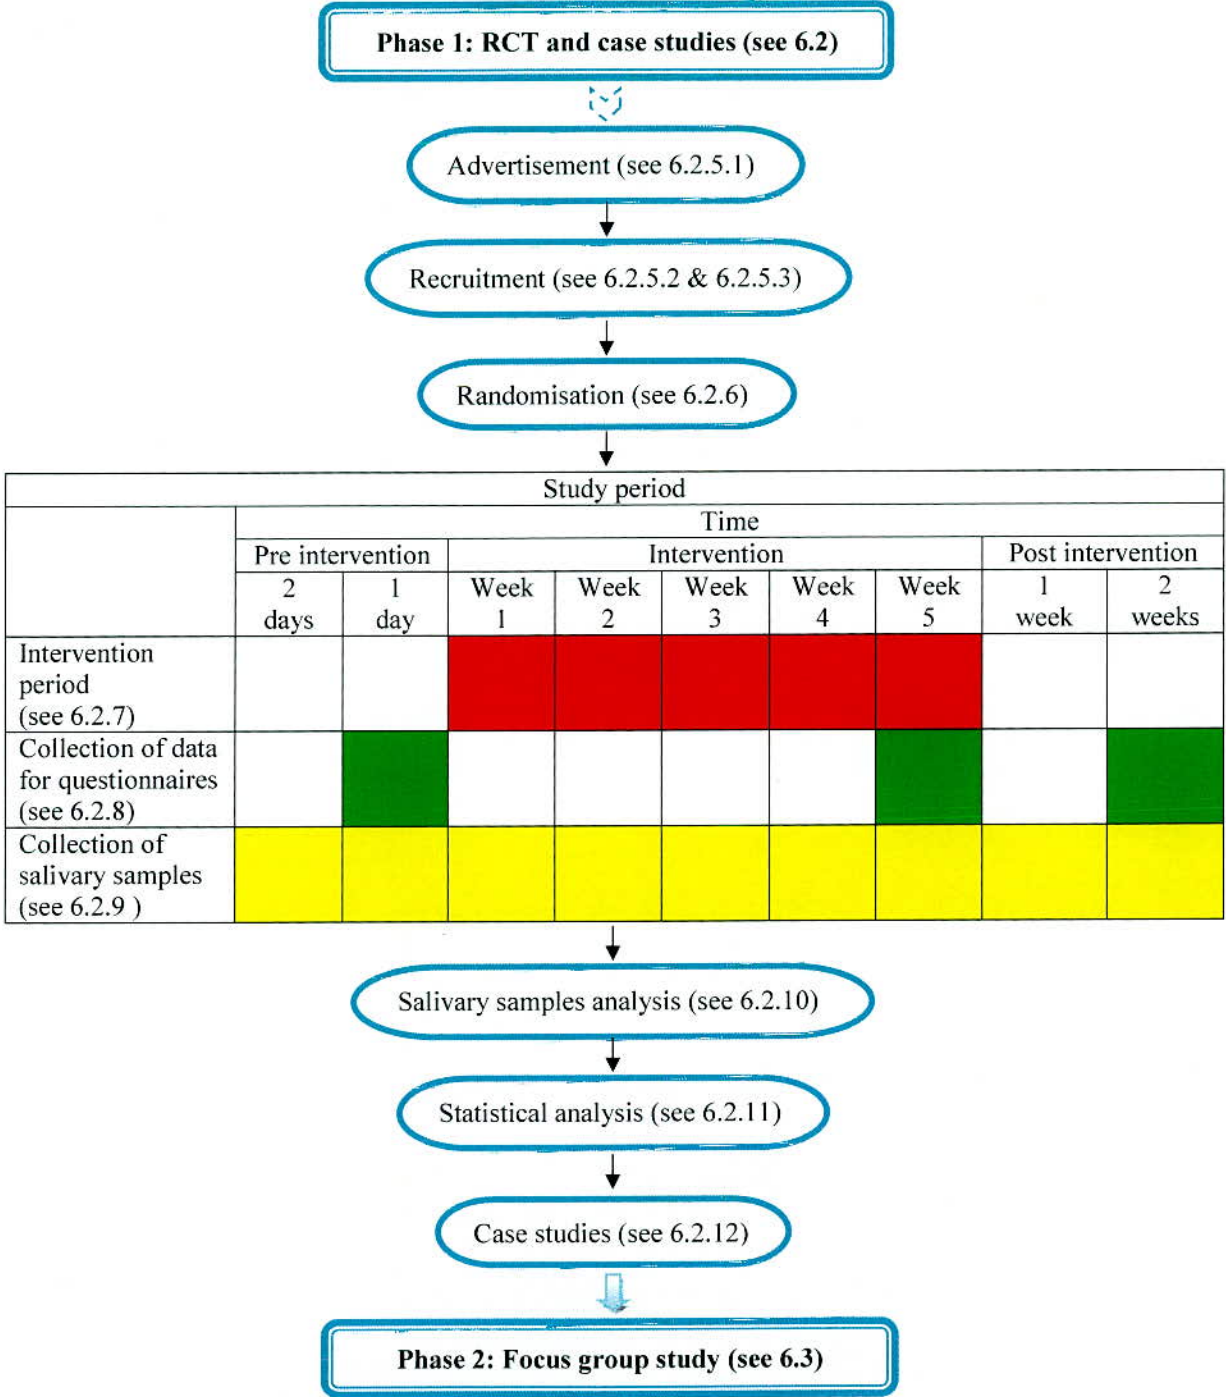 Phase 1: RCT and case studies (see 6.2)
Advertisement (see 6.2.5.1)
Recruitment (see 6.2.5.2 & 6.2.5.3)
Randomisation (see 6.2.6)
Study period
Time
Pre intervention Intervention Post intervention
2 1 Week Week Week Week Week 1 2
days day 1 2 3 4 5 week weeks
Intervention
period
(see 6.2.7)
Collection of data
for questionnaires
(see 6.2.8)
Collection of
salivary samples
(see 6.2.9 )
Salivary samples analysis (see 6.2.10)
Statistical analysis (see 6.2.11)
Case studies (see 6.2.12)
Phase 2: Focus group study (see 6.3)